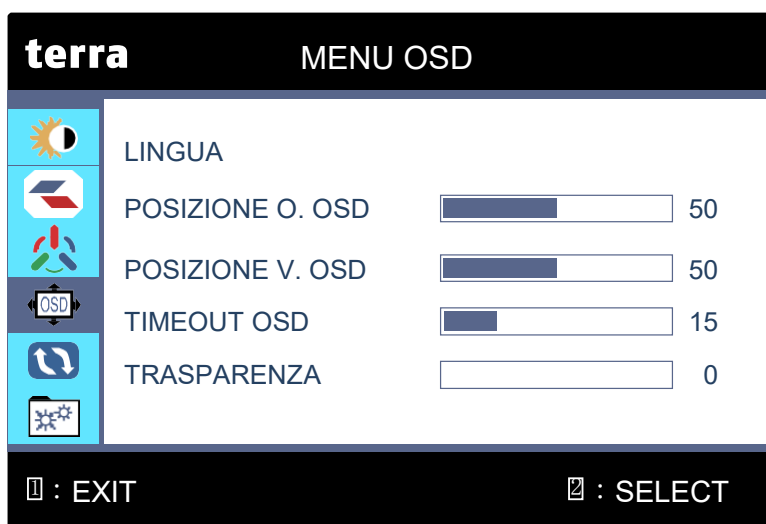 terra MENU OSD
LINGUA
POSIZIONE O. OSD 50
POSIZIONE V. OSD 50
OSD
TIMEOUT OSD 15
TRASPARENZA 0
1 : EXIT 2 : SELECT